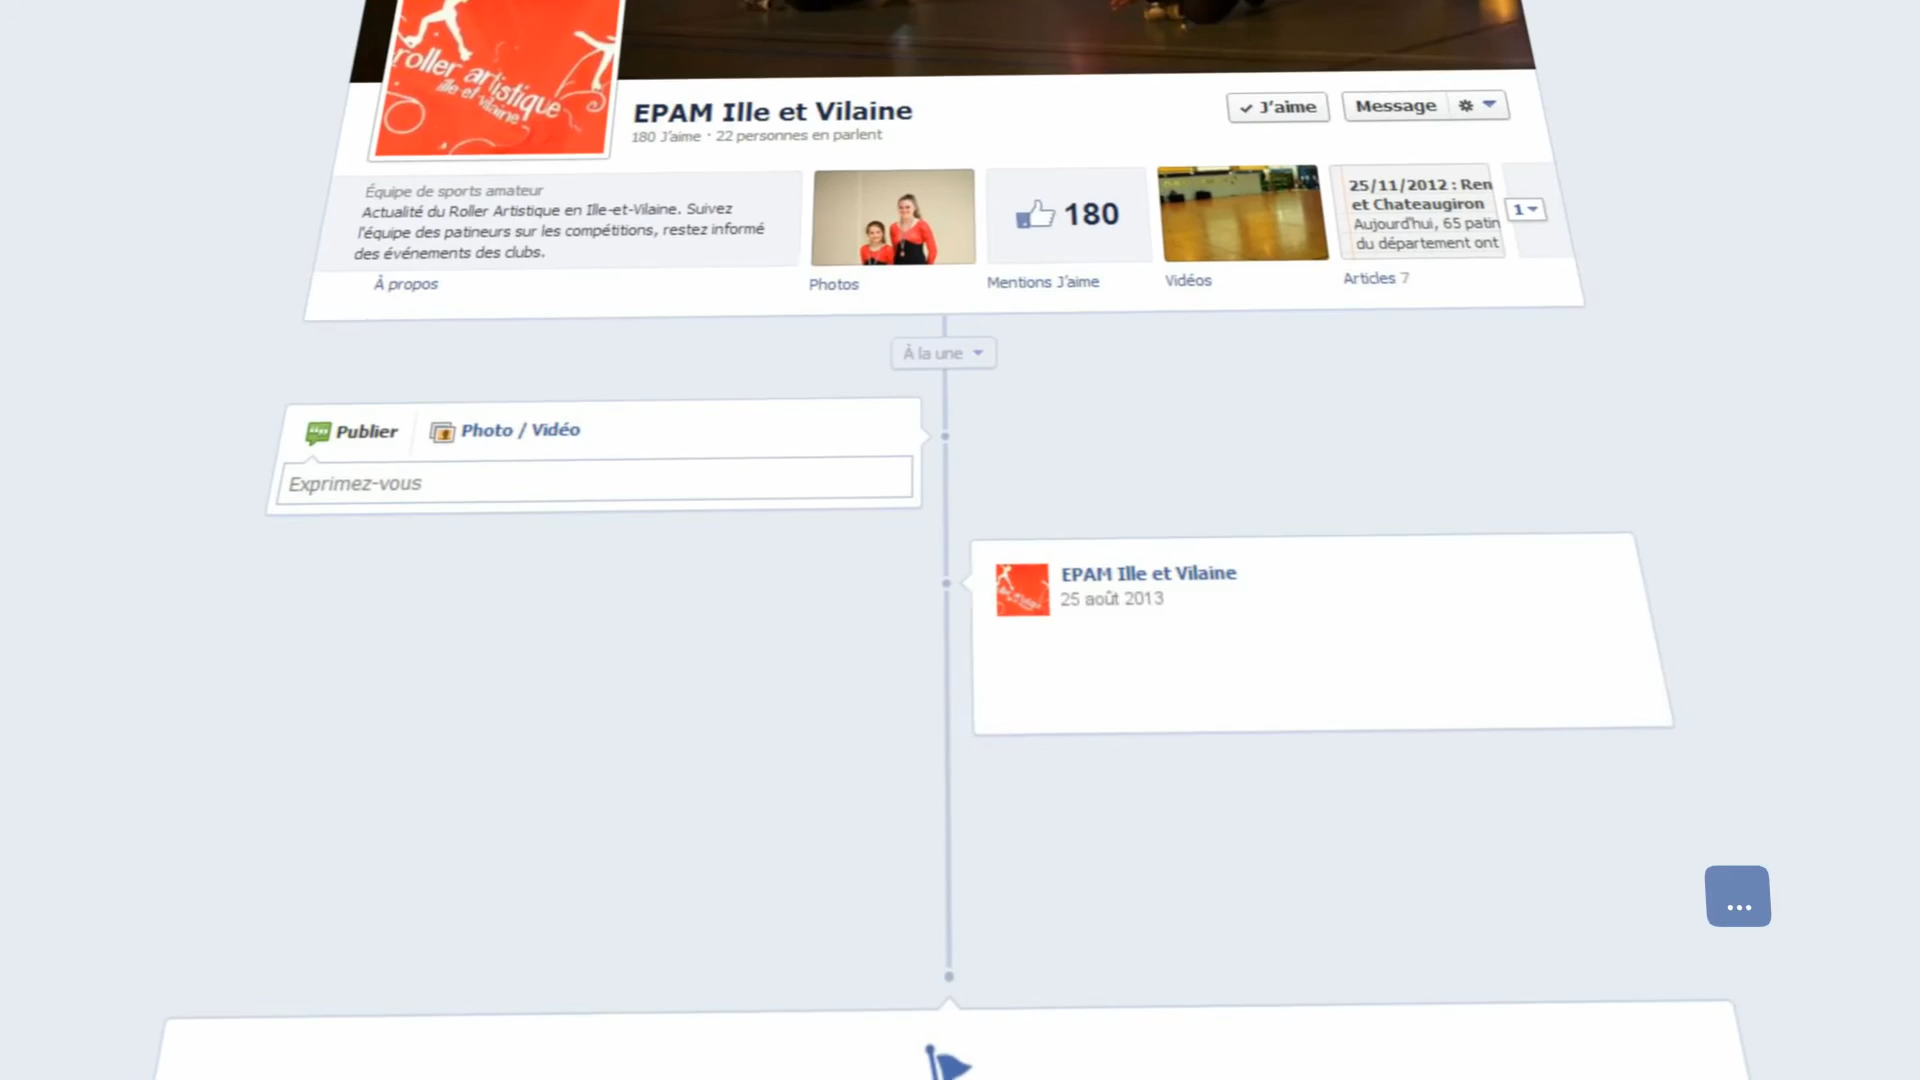 roller artistique
ille et vilaine
EPAM Ille et Vilaine
180 J'aime · 22 personnes en parlent
J'aime
Message
Équipe de sports amateur
Actualité du Roller Artistique en Ille-et-Vilaine. Suivez
l'équipe des patineurs sur les compétitions, restez informé
des événements des clubs.
À propos
Photos
180
Mentions J'aime
Vidéos
25/11/2012 : Ren
et Chateaugiron
Aujourd'hui, 65 patin
du département ont
Articles 7
1
À la une
Publier
Photo / Vidéo
Exprimez-vous
EPAM Ille et Vilaine
25 août 2013
...